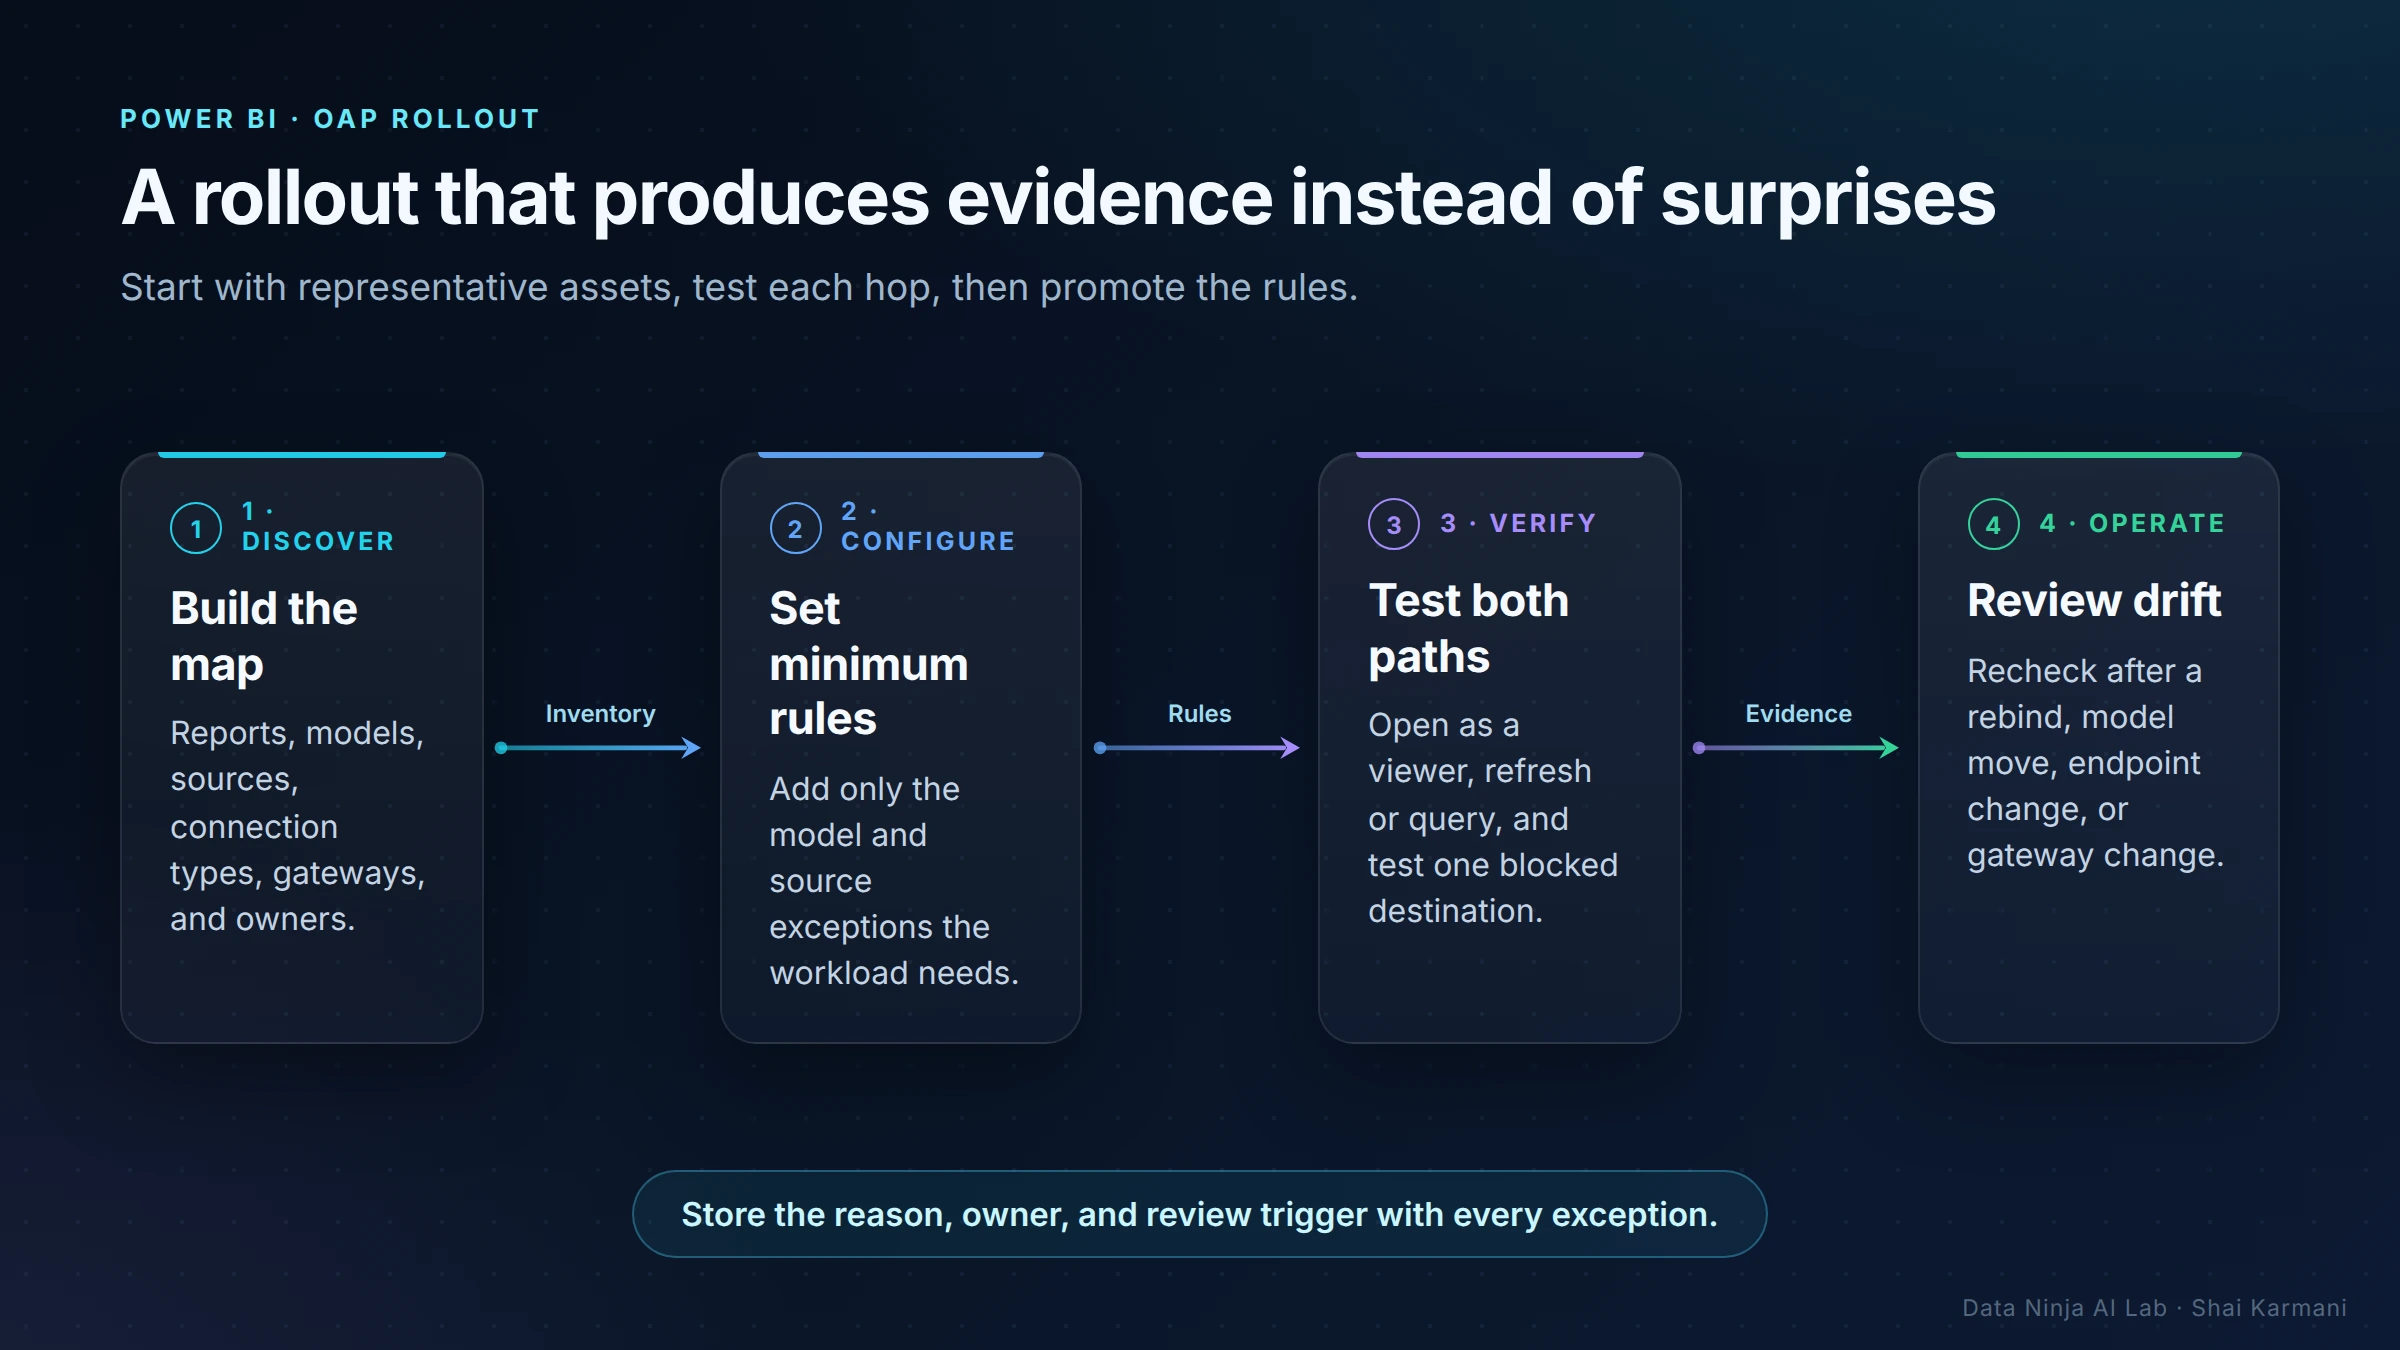 POWER BI · OAP ROLLOUT
A rollout that produces evidence instead of surprises
Start with representative assets, test each hop, then promote the rules.
1
1 ·
DISCOVER
Build the
map
Reports, models,
sources,
connection
types, gateways,
and owners.
Inventory
2
2 ·
CONFIGURE
Set
minimum
rules
Add only the
model and
source
exceptions the
workload needs.
Rules
3
3 · VERIFY
Test both
paths
Open as a
viewer, refresh
or query, and
test one blocked
destination.
Evidence
4
4 · OPERATE
Review drift
Recheck after a
rebind, model
move, endpoint
change, or
gateway change.
Store the reason, owner, and review trigger with every exception.
Data Ninja AI Lab · Shai Karmani